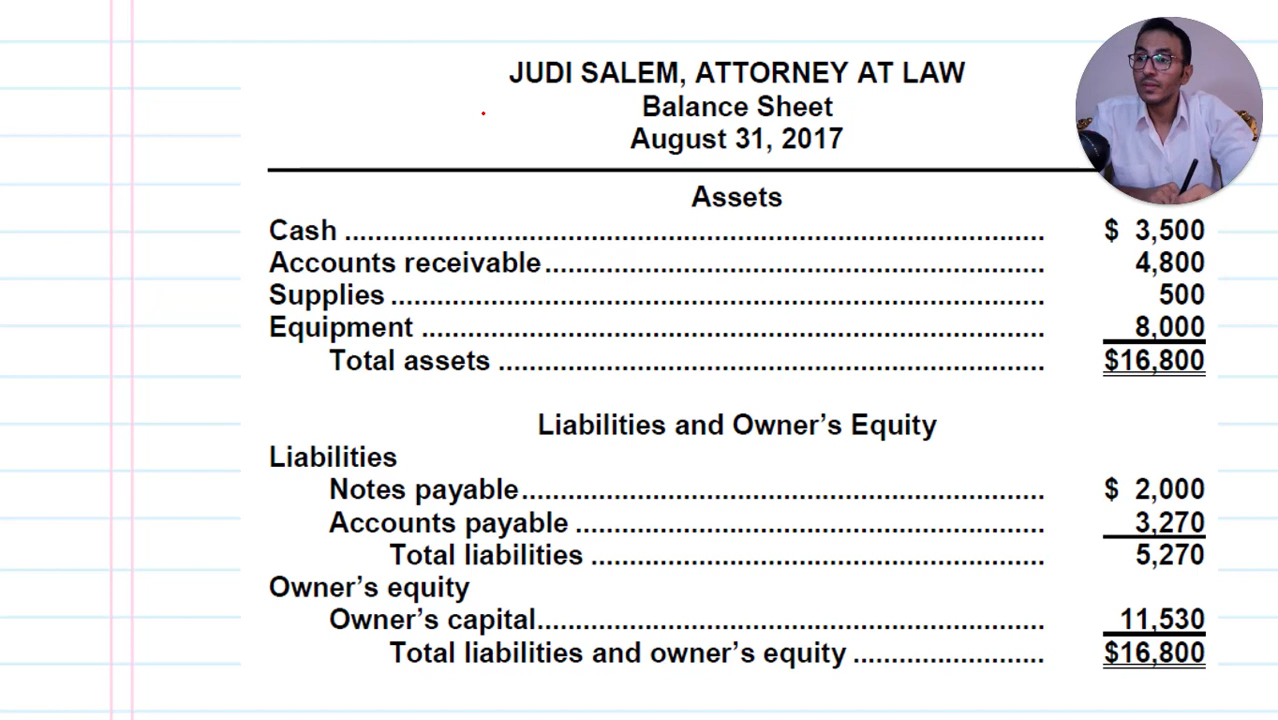 JUDI SALEM, ATTORNEY AT LAW
Balance Sheet
August 31, 2017
Assets
Cash ........................................................................................ $ 3,500
Accounts receivable................................................................ 4,800
Supplies .................................................................................. 500
Equipment .............................................................................. 8,000
Total assets ..................................................................... $16,800
Liabilities and Owner’s Equity
Liabilities
Notes payable.................................................................. $ 2,000
Accounts payable ............................................................ 3,270
Total liabilities .......................................................... 5,270
Owner’s equity
Owner’s capital................................................................ 11,530
Total liabilities and owner’s equity ......................... $16,800